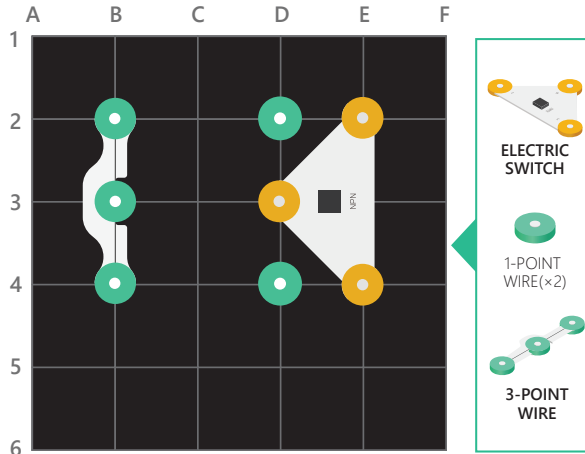 A B C D E F
1
2
3
4
5
6
NPN
ELECTRIC
SWITCH
1-POINT
WIRE(×2)
3-POINT
WIRE